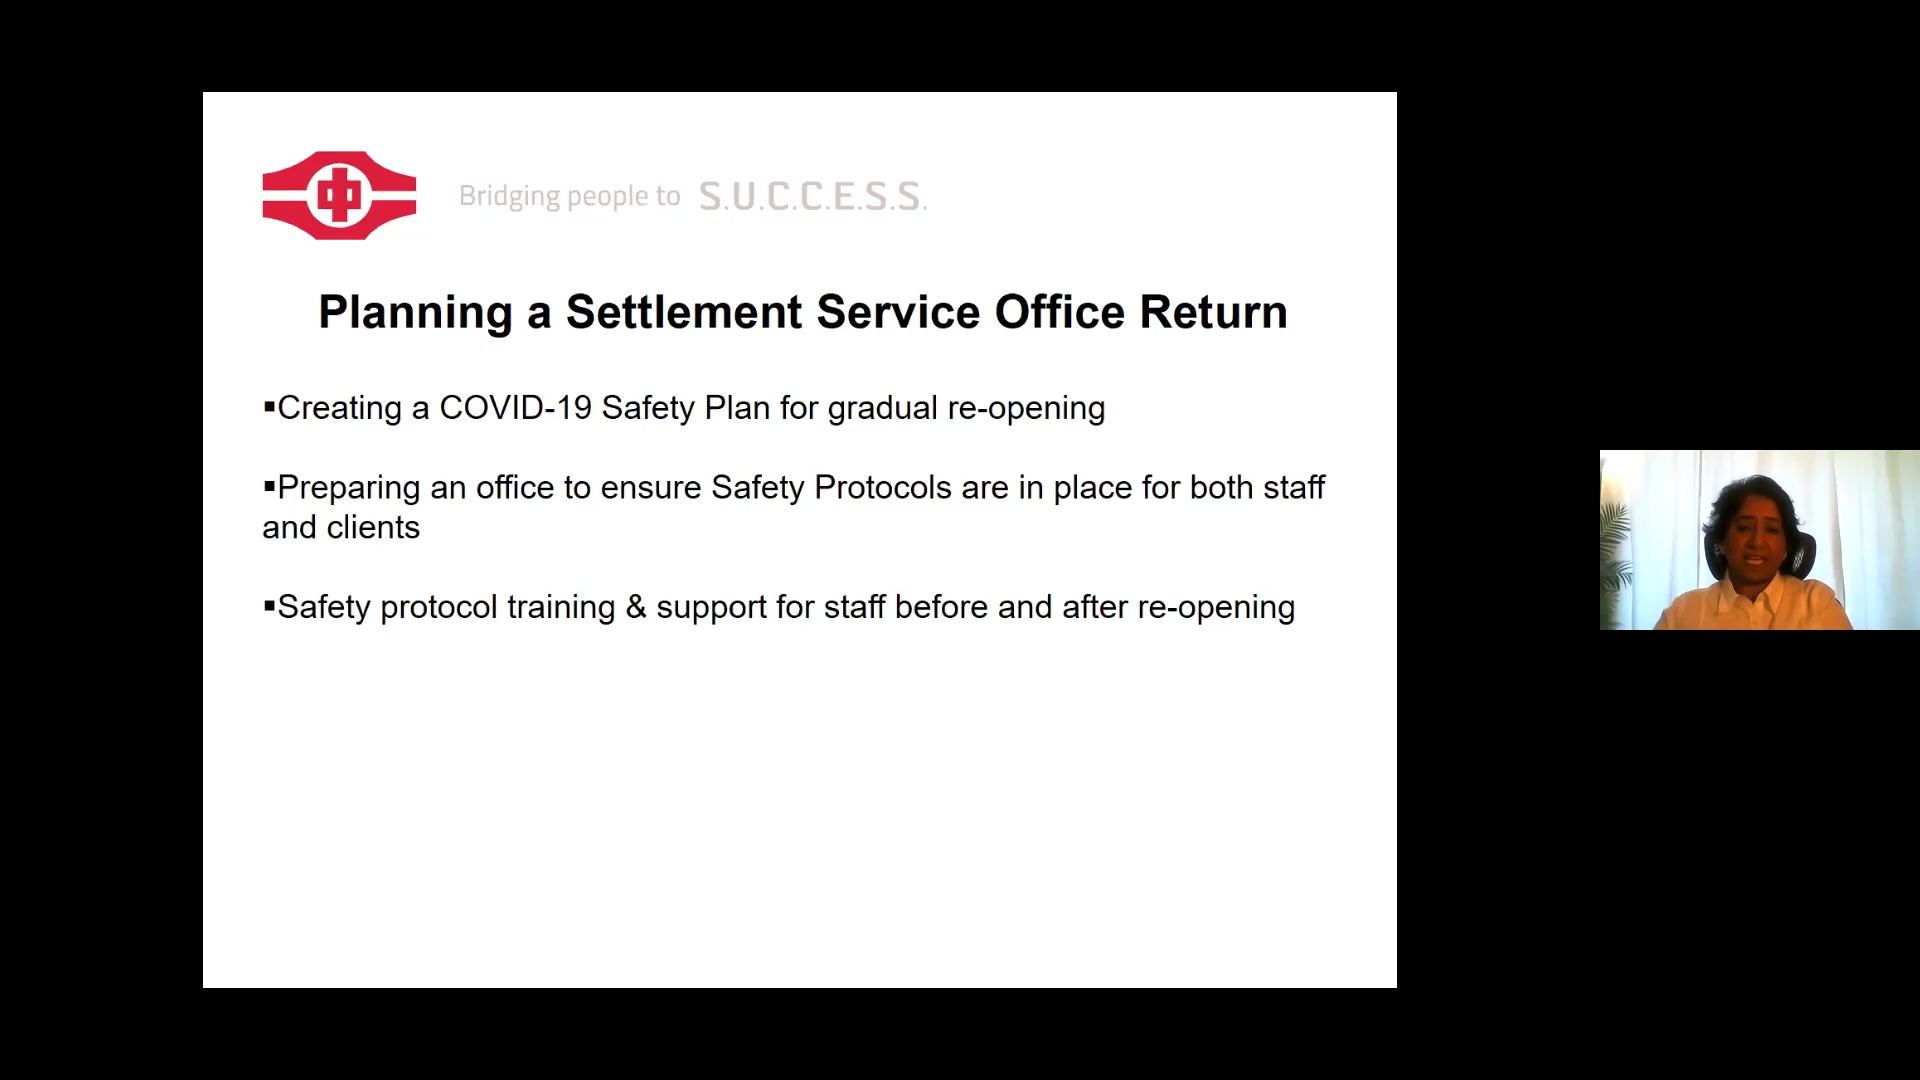 中
Bridging people to S.U.C.C.E.S.S.
Planning a Settlement Service Office Return
▪Creating a COVID-19 Safety Plan for gradual re-opening
▪Preparing an office to ensure Safety Protocols are in place for both staff
and clients
▪Safety protocol training & support for staff before and after re-opening